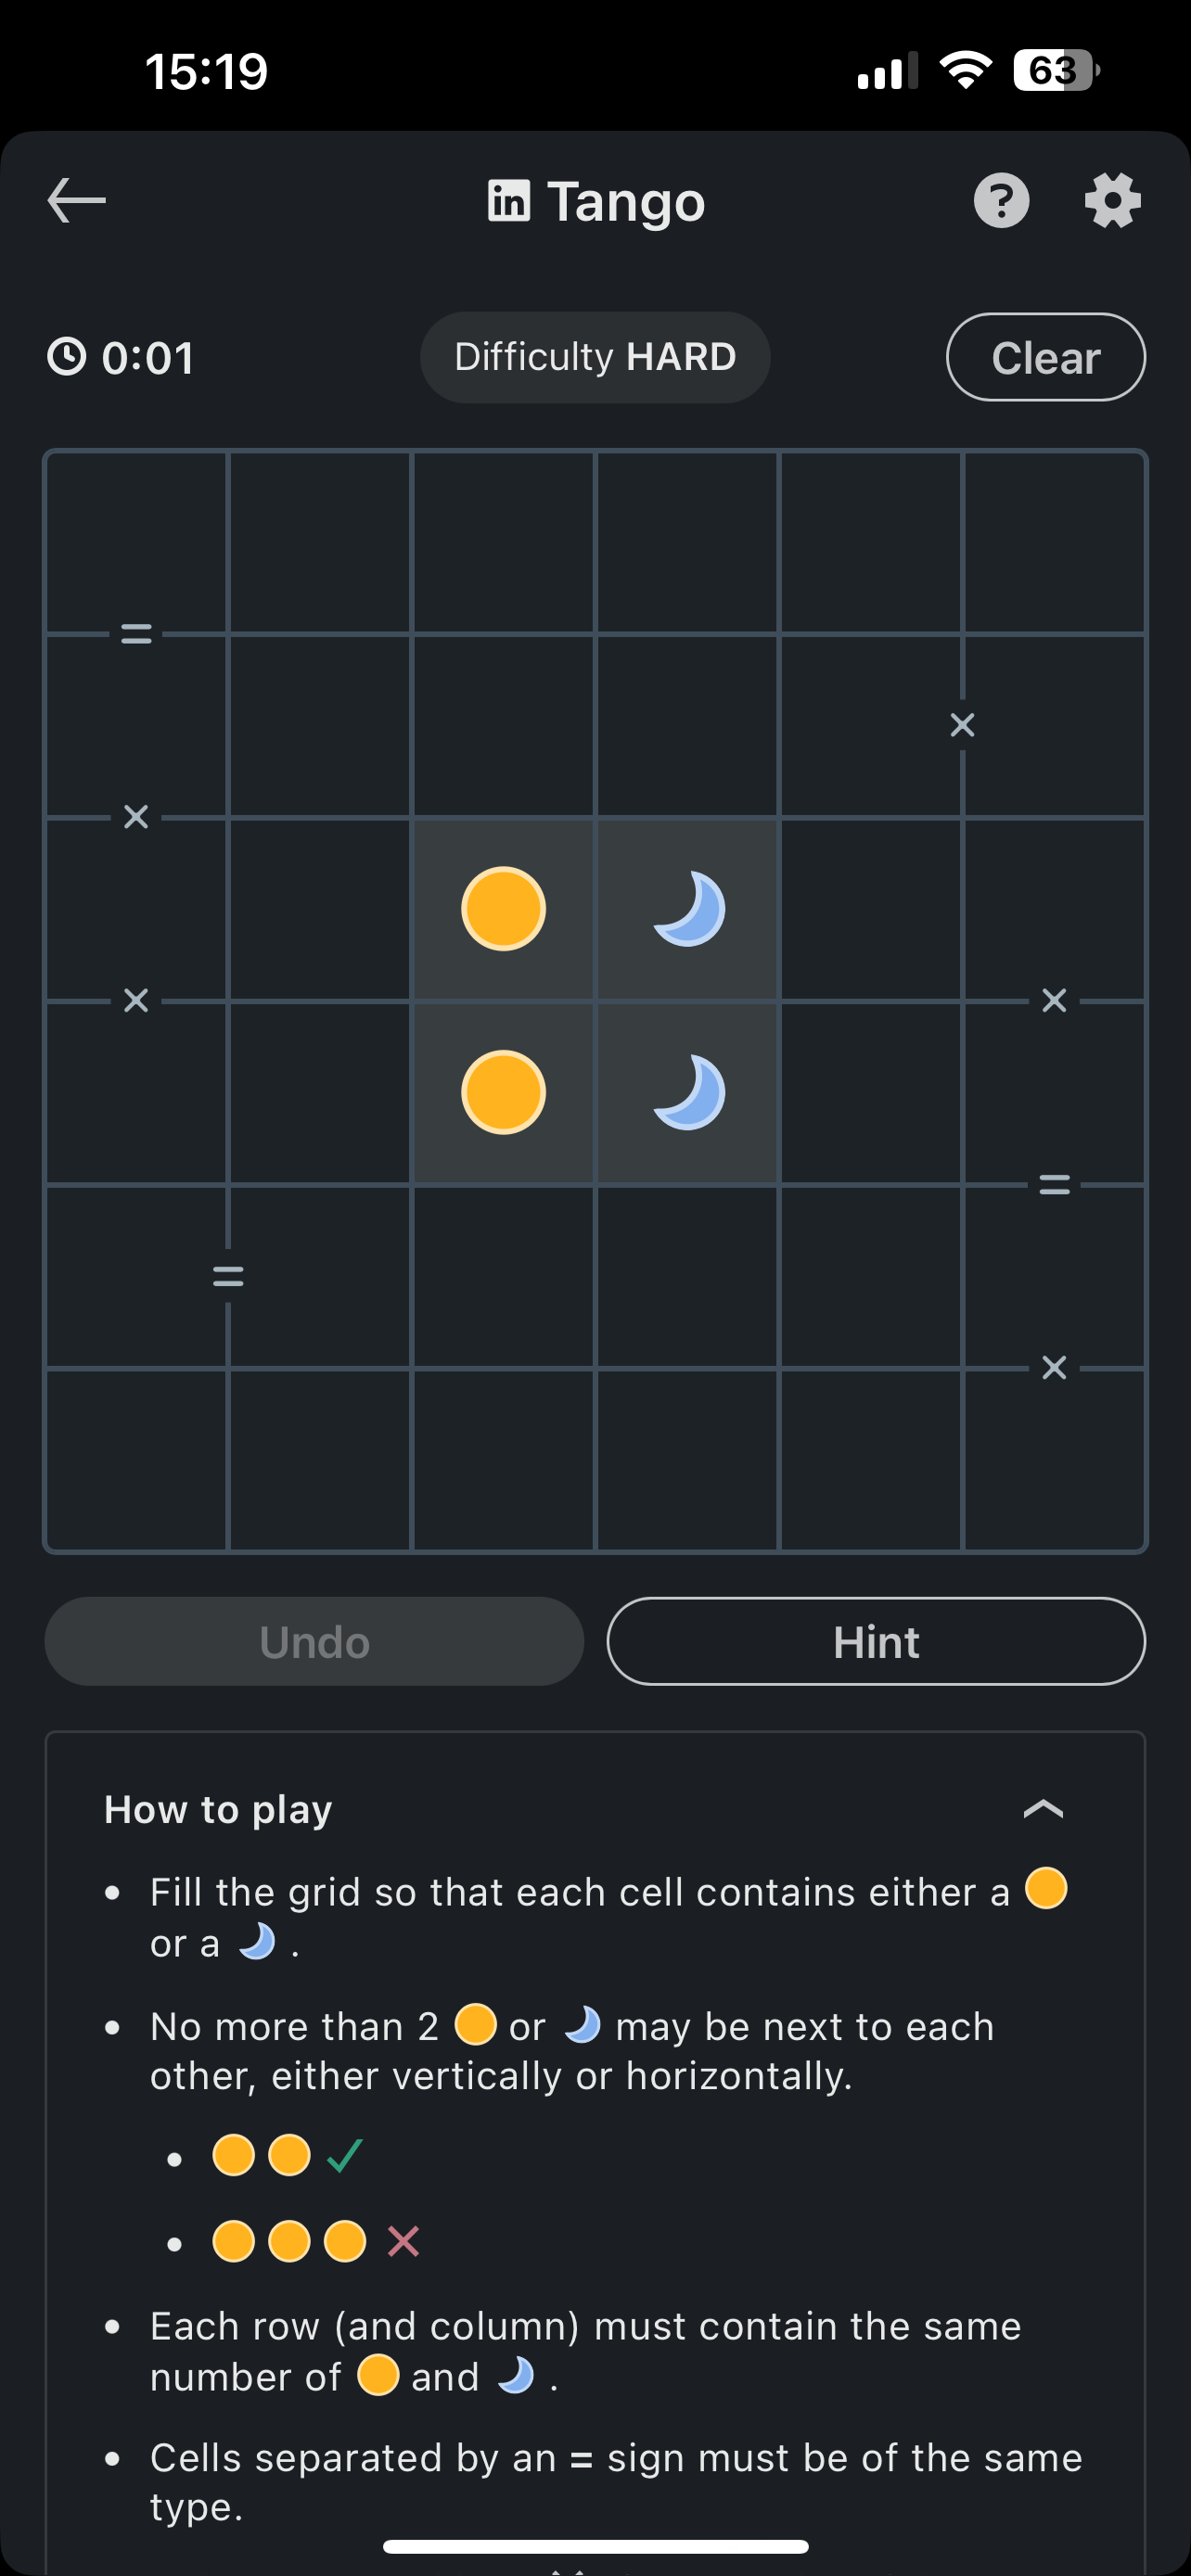 15:19
63
in Tango
?
0:01
Difficulty HARD
Clear
=
×
×
×
×
=
=
×
Undo
Hint
How to play
Fill the grid so that each cell contains either a
or a .
No more than 2 or may be next to each
other, either vertically or horizontally.
Each row (and column) must contain the same
number of and .
Cells separated by an = sign must be of the same
type.